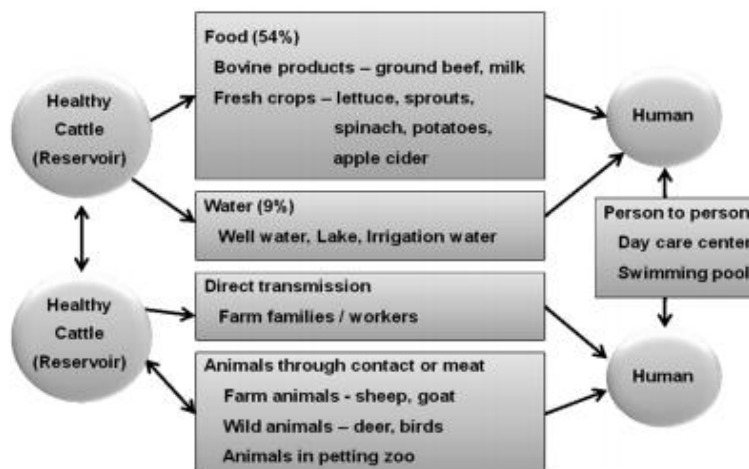 Healthy
Cattle
(Reservoir)
Food (54%)
Bovine products – ground beef, milk
Fresh crops – lettuce, sprouts,
spinach, potatoes,
apple cider
Human
Water (9%)
Well water, Lake, Irrigation water
Person to person
Day care center
Swimming pool
Healthy
Cattle
(Reservoir)
Direct transmission
Farm families / workers
Animals through contact or meat
Farm animals - sheep, goat
Wild animals – deer, birds
Animals in petting zoo
Human